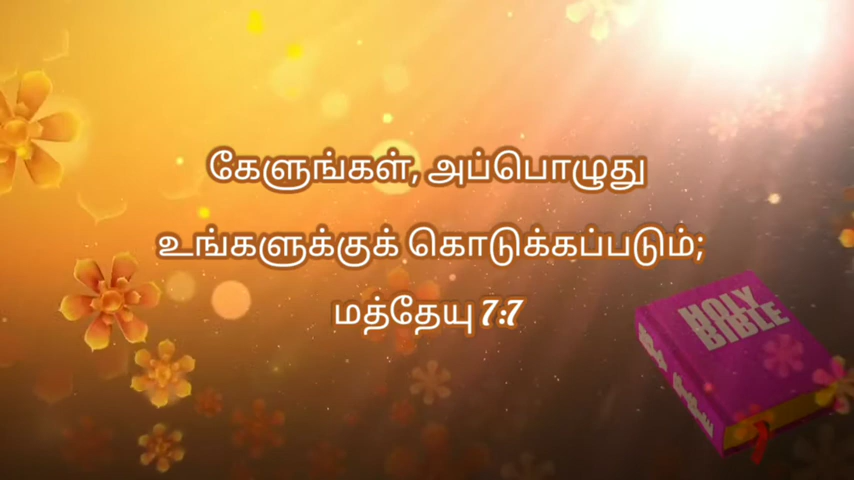 கேளுங்கள், அப்பொழுது
உங்களுக்குக் கொடுக்கப்படும்;
மத்தேயு 7:7
HOLY
BIBLE